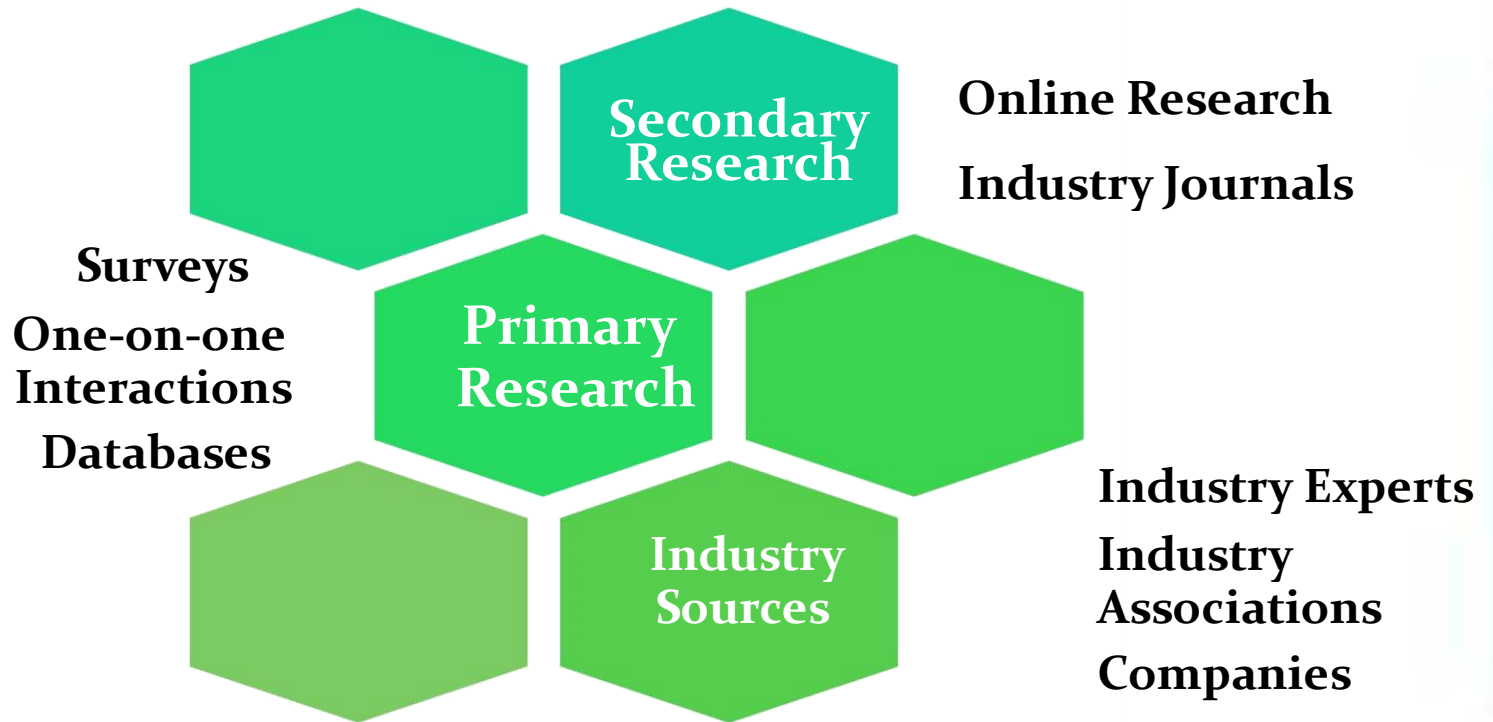 Secondary
Research
Online Research
Industry Journals
Surveys
One-on-one
Interactions
Databases
Primary
Research
Industry
Sources
Industry Experts
Industry
Associations
Companies